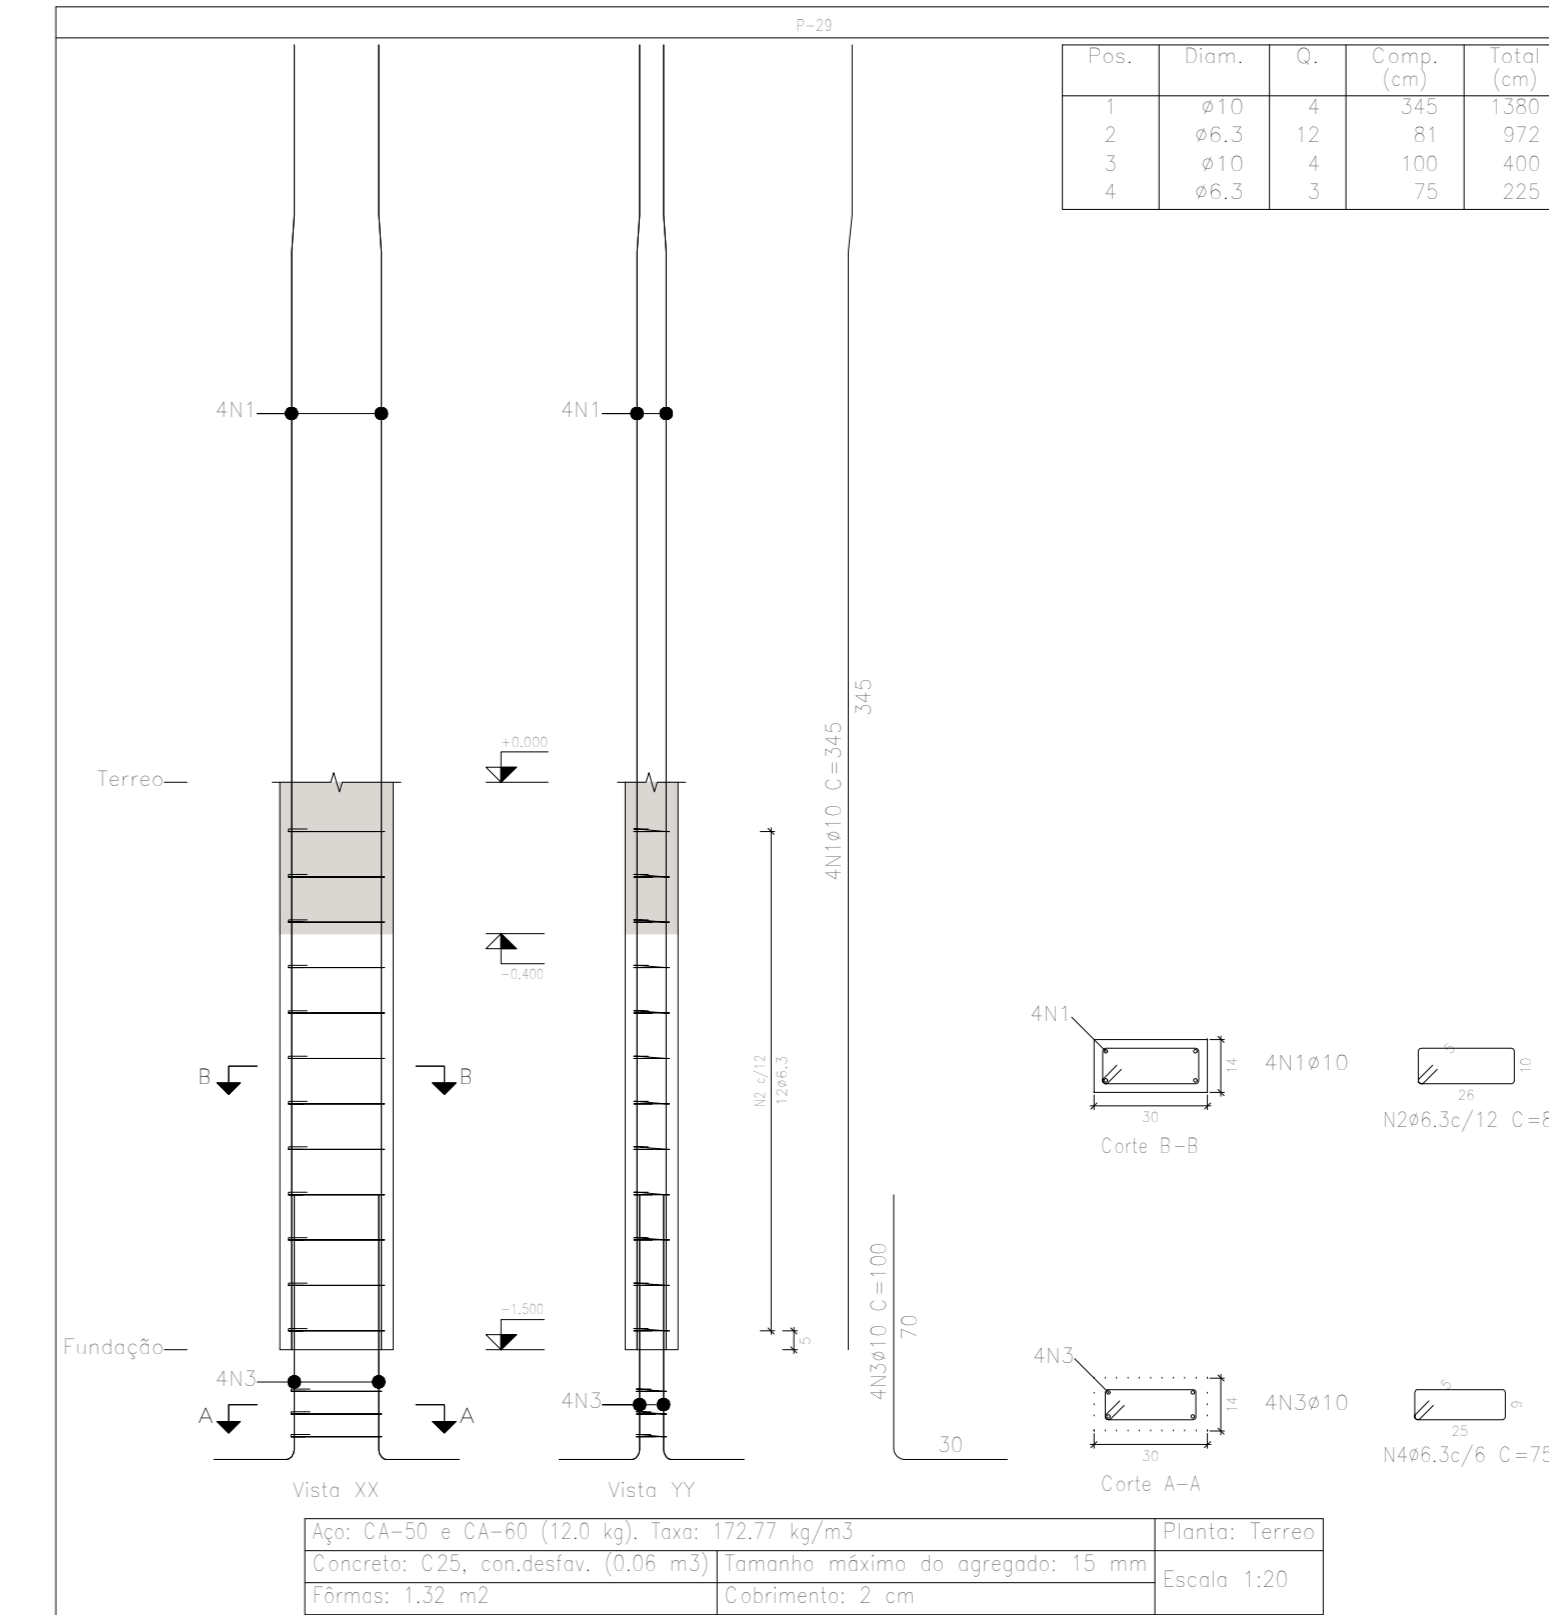 P-29
Pos. Diam. Q. Comp. (cm) Total (cm)
1 ø10 4 345 1380
2 ø6.3 12 81 972
3 ø10 4 100 400
4 ø6.3 3 75 225
4N1
4N1
345
4N1ø10 C=345
+0.000
Terreo
-0.400
N2 c/12
12ø6.3
B
B
4N1
14
4N1ø10
30
Corte B-B
5
10
26
N2ø6.3c/12 C=8
-1.500
5
Fundação
4N3
4N3
A
A
4N3ø10 C=100
70
30
4N3
14
4N3ø10
30
Corte A-A
5
9
25
N4ø6.3c/6 C=75
Vista XX
Vista YY
Aço: CA-50 e CA-60 (12.0 kg). Taxa: 172.77 kg/m3
Planta: Terreo
Concreto: C25, con.desfav. (0.06 m3)
Tamanho máximo do agregado: 15 mm
Escala 1:20
Fôrmas: 1.32 m2
Cobrimento: 2 cm